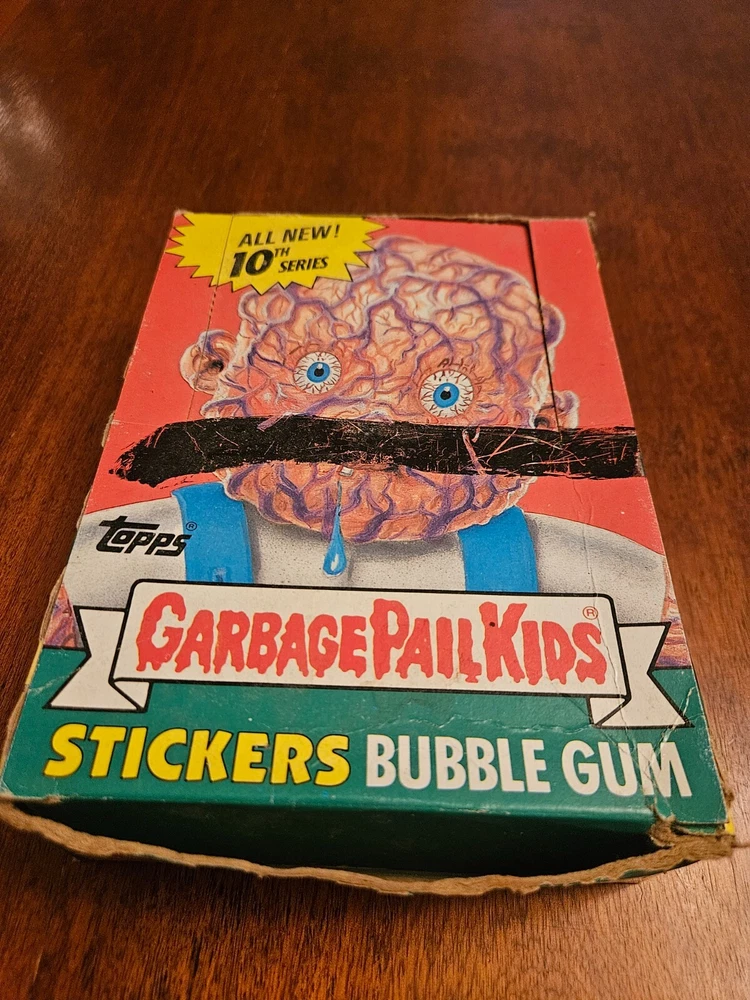 ALL NEW!
10TH SERIES
topps®
GARBAGE PAIL KIDS®
STICKERS BUBBLE GUM